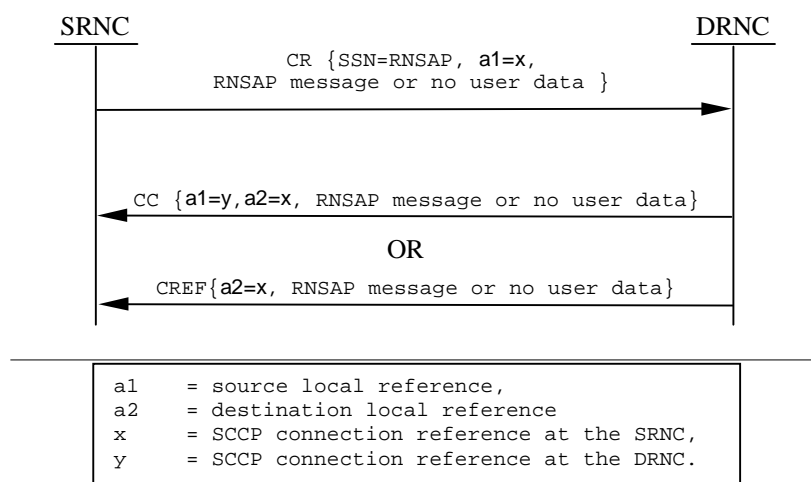 SRNC DRNC
CR {SSN=RNSAP, a1=x,
RNSAP message or no user data }
CC {a1=y,a2=x, RNSAP message or no user data}
OR
CREF{a2=x, RNSAP message or no user data}
a1 = source local reference,
a2 = destination local reference
x = SCCP connection reference at the SRNC,
y = SCCP connection reference at the DRNC.